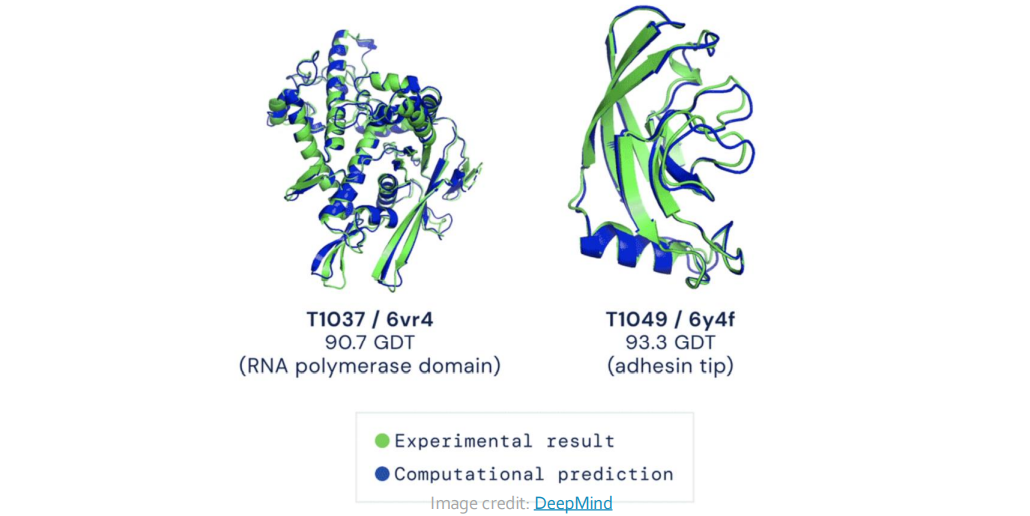 T1037 / 6vr4
90.7 GDT
(RNA polymerase domain)
T1049 / 6y4f
93.3 GDT
(adhesin tip)
Experimental result
Computational prediction
Image credit: DeepMind